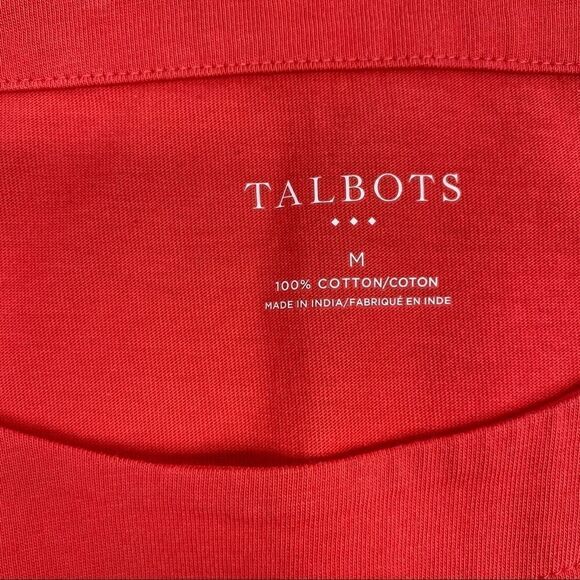 TALBOTS
M
100% COTTON/COTON
MADE IN INDIA/FABRIQUÉ EN INDE